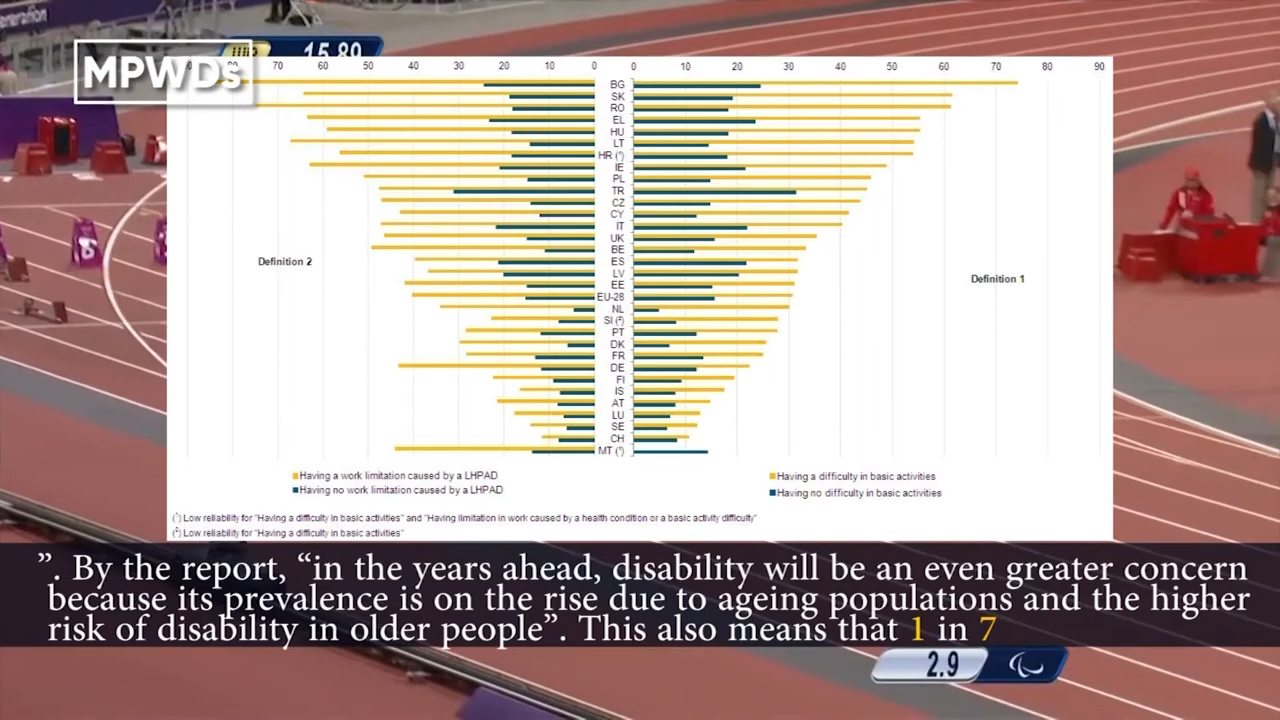 eneration
15.89
MPWDs
70 60 50 40 30 20 10 0 0 10 20 30 40 50 60 70 80 90
BG
SK
RO
EL
HU
LT
HR (¹)
IE
PL
TR
CZ
CY
IT
UK
BE
Definition 2
ES
LV
Definition 1
EE
EU-28
NL
SI (²)
PT
DK
FR
DE
FI
IS
AT
LU
SE
CH
MT (¹)
Having a work limitation caused by a LHPAD
Having a difficulty in basic activities
Having no work limitation caused by a LHPAD
Having no difficulty in basic activities
(¹) Low reliability for "Having a difficulty in basic activities" and "Having limitation in work caused by a health condition or a basic activity difficulty"
(²) Low reliability for "Having a difficulty in basic activities"
”. By the report, “in the years ahead, disability will be an even greater concern
because its prevalence is on the rise due to ageing populations and the higher
risk of disability in older people”. This also means that 1 in 7
2.9